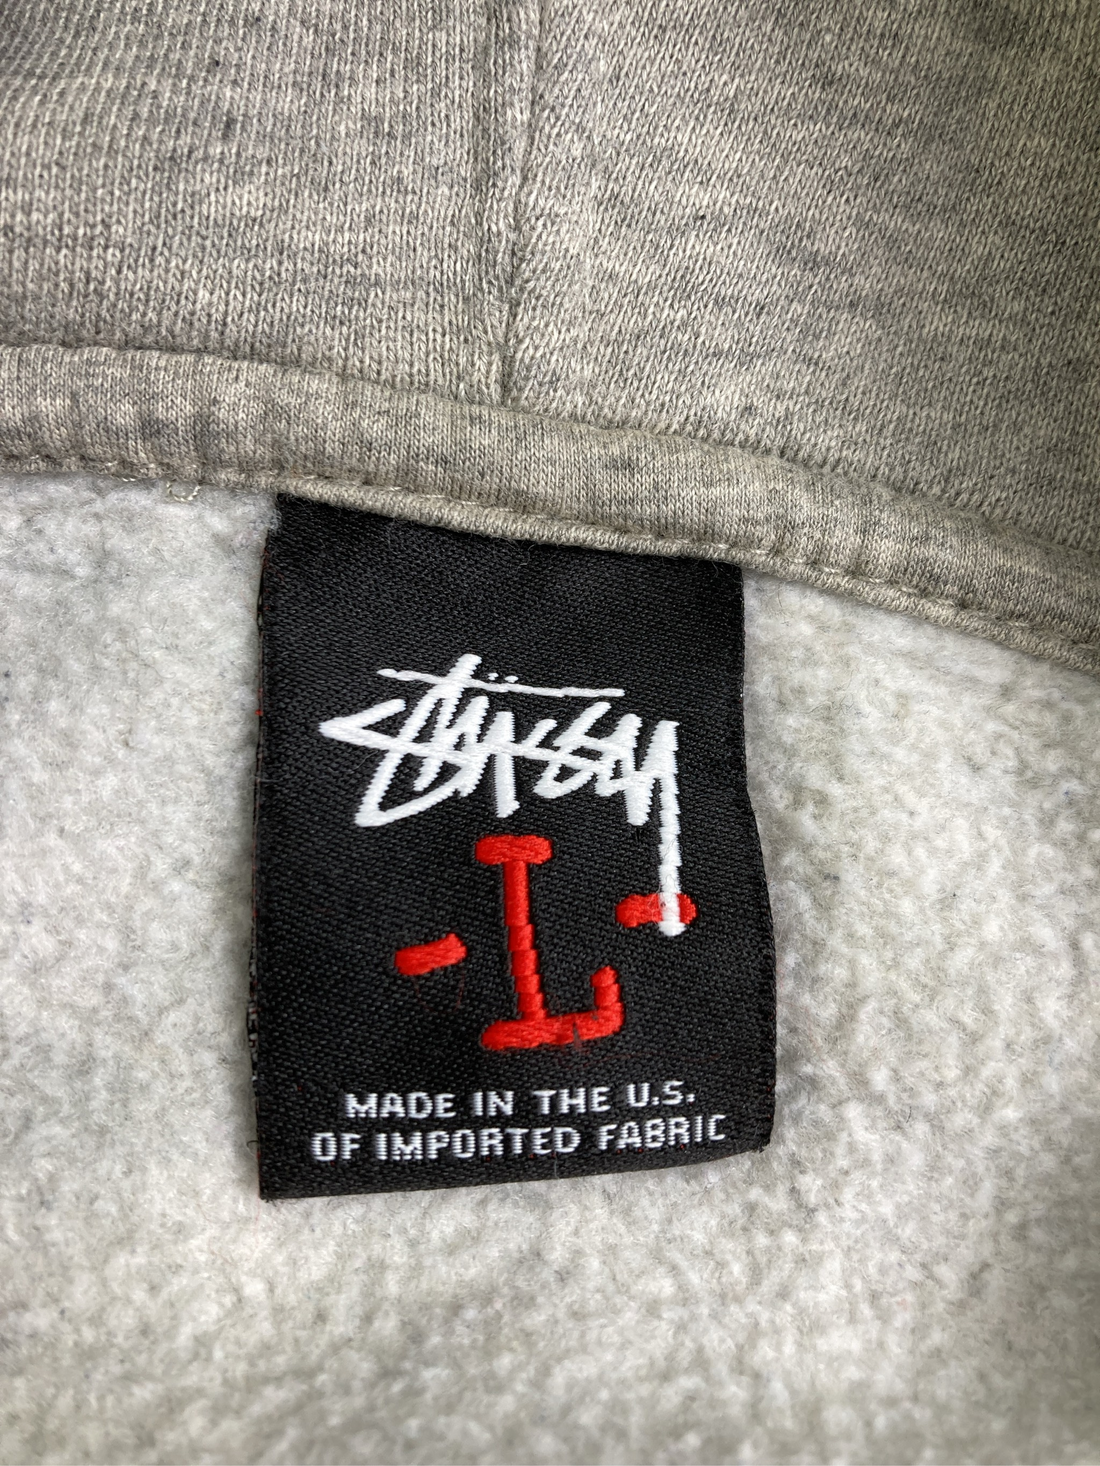 STÜSSY
- L -
MADE IN THE U.S.
OF IMPORTED FABRIC